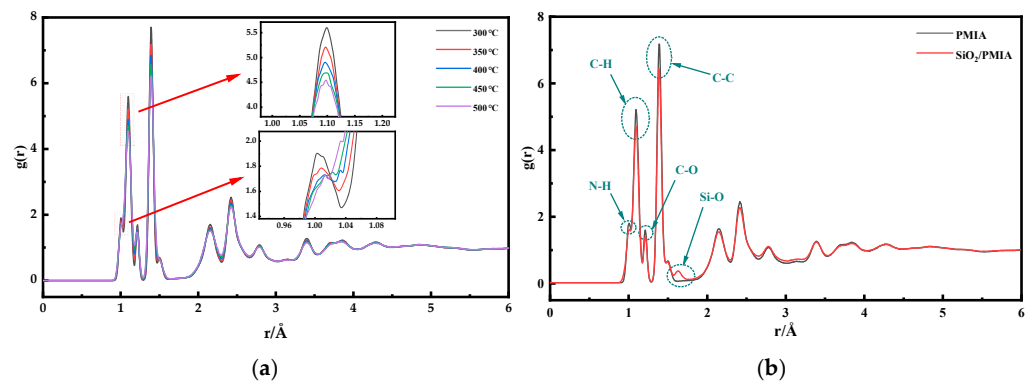 8
6
4
2
0
g(r)
0
1
2
3
4
5
6
r/Å
300°C
350°C
400°C
450°C
500°C
5.5
5.0
4.5
4.0
1.00
1.05
1.10
1.15
1.20
2.0
1.8
1.6
1.4
0.96
1.00
1.04
1.08
(a)
8
6
4
2
0
g(r)
0
1
2
3
4
5
6
r/Å
PMIA
SiO₂/PMIA
C-H
C-C
N-H
C-O
Si-O
(b)